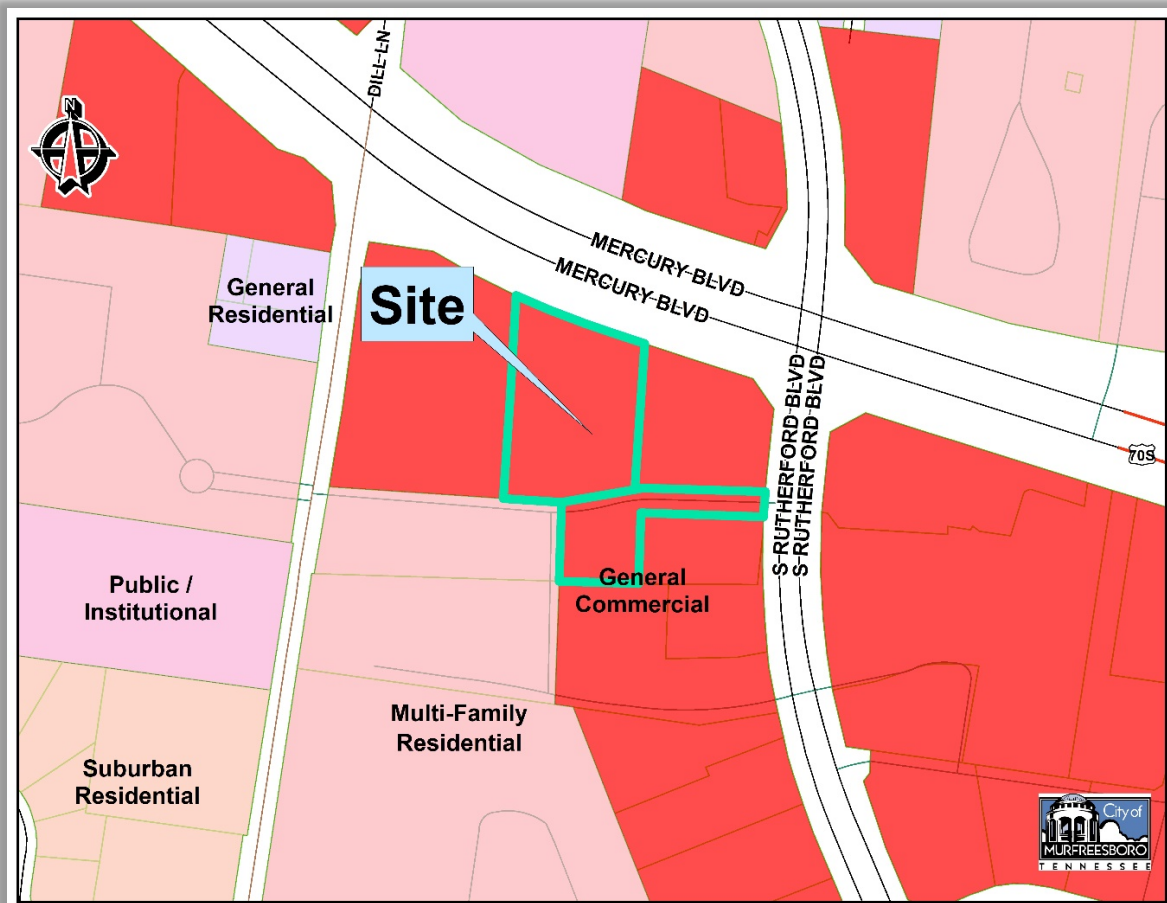 N
DILL LN
MERCURY BLVD
MERCURY BLVD
General
Residential
Site
S RUTHERFORD BLVD
S RUTHERFORD BLVD
70S
Public /
Institutional
General
Commercial
Multi-Family
Residential
Suburban
Residential
City of
MURFREESBORO
TENNESSEE